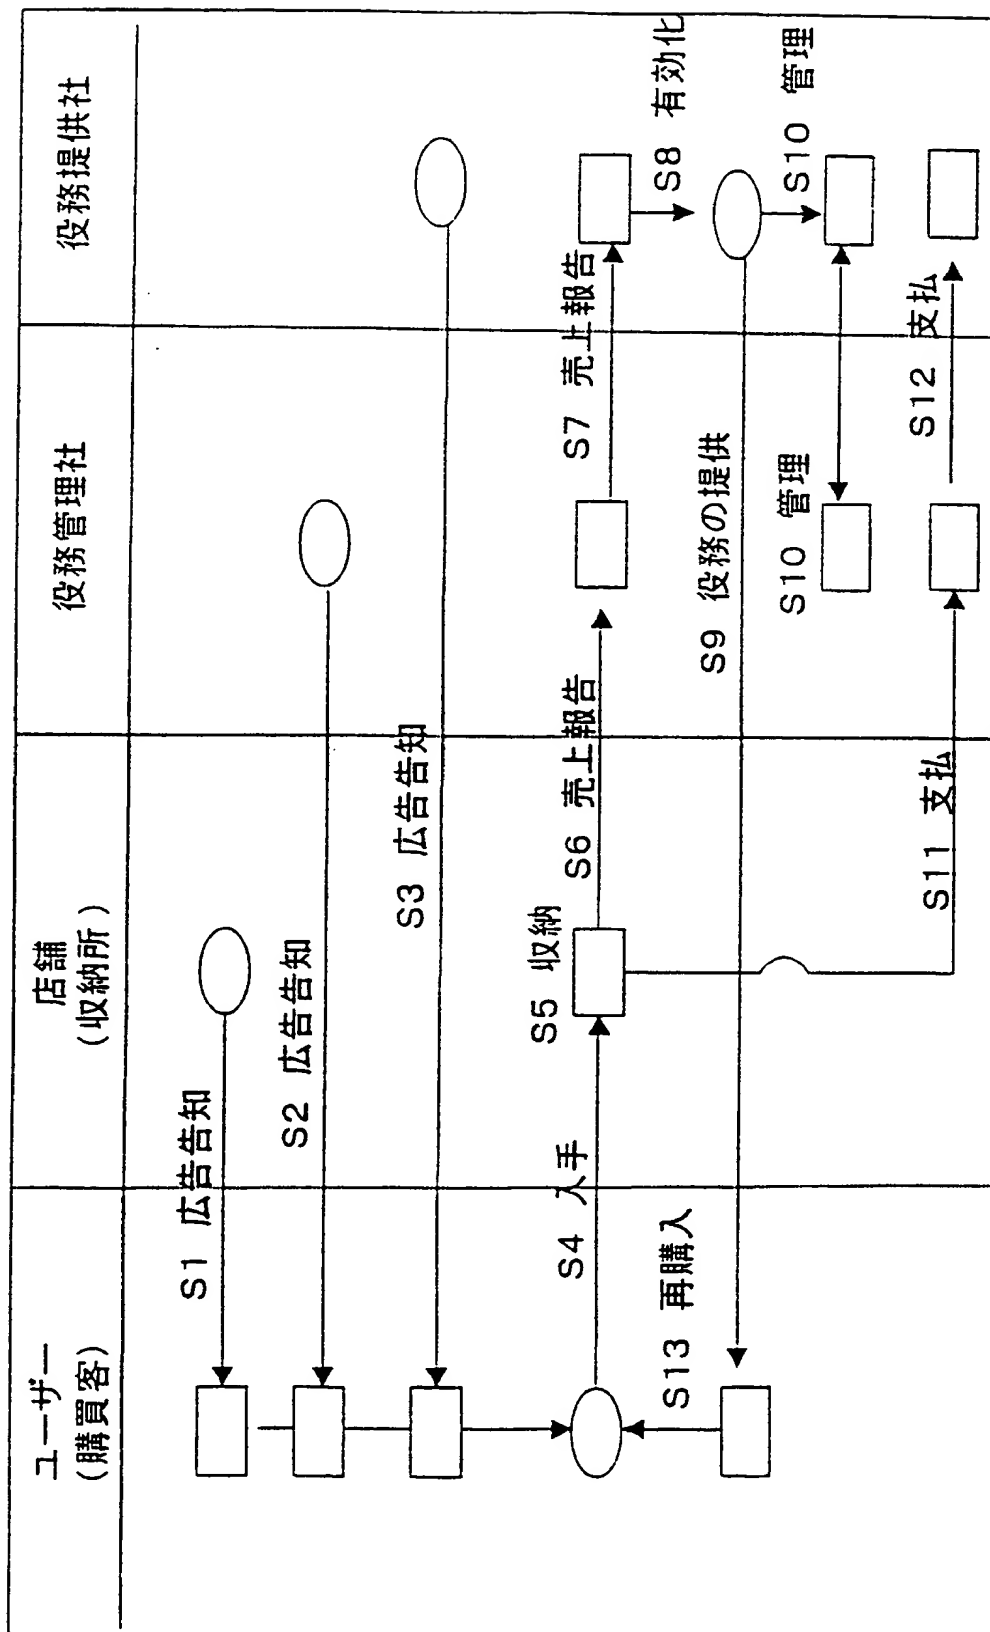 ユーザー
(購買客)
店舗
(収納所)
役務管理社
役務提供社
S1 広告告知
S2 広告告知
S3 広告告知
S4 入手
S5 収納
S6 売上報告
S7 売上報告
S8 有効化
S13 再購入
S9 役務の提供
S10 管理
S10 管理
S11 支払
S12 支払